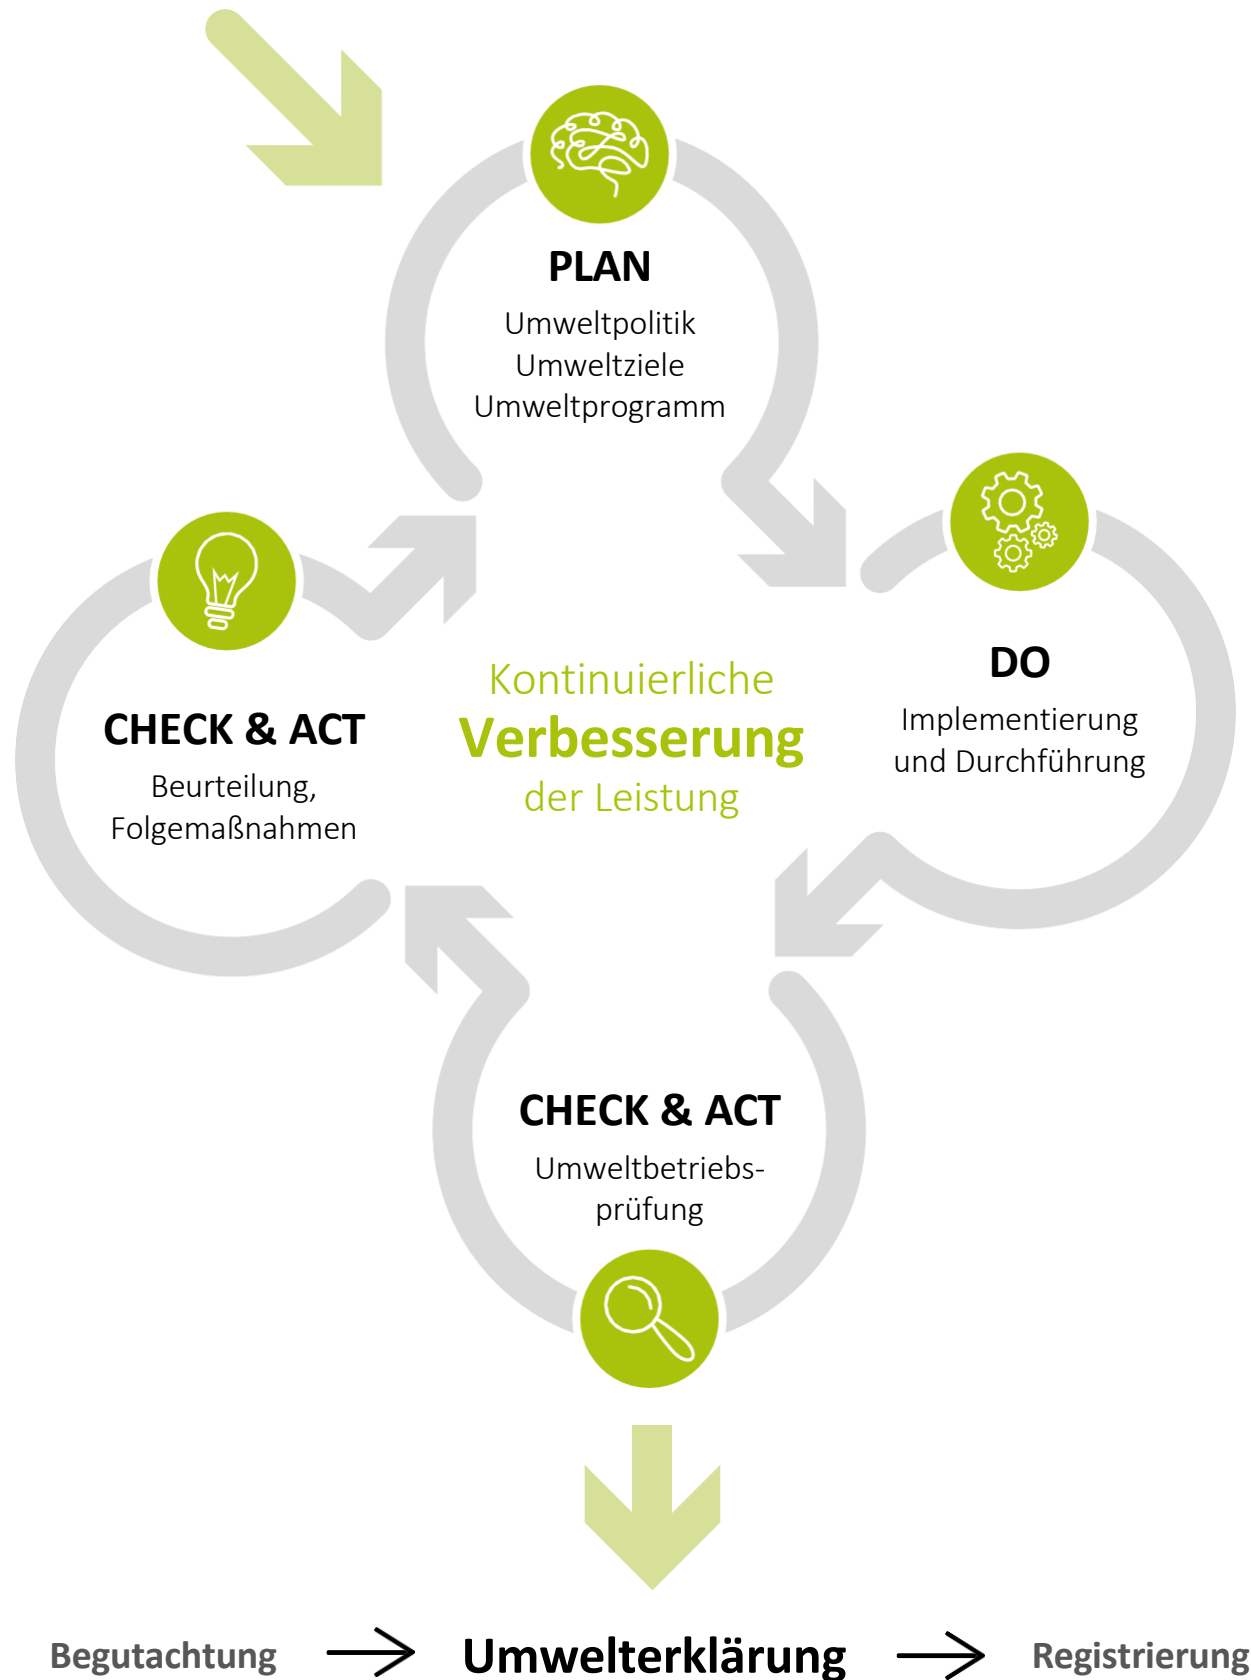 PLAN
Umweltpolitik
Umweltziele
Umweltprogramm
DO
Implementierung
und Durchführung
Kontinuierliche
Verbesserung
der Leistung
CHECK & ACT
Beurteilung,
Folgemaßnahmen
CHECK & ACT
Umweltbetriebs-
prüfung
Begutachtung
Umwelterklärung
Registrierung